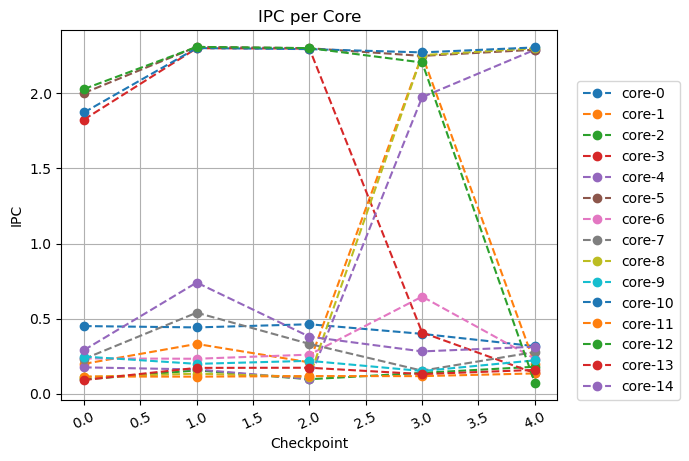 IPC per Core
IPC
2.0
1.5
1.0
0.5
0.0
0.0
0.5
1.0
1.5
2.0
2.5
3.0
3.5
4.0
Checkpoint
core-0
core-1
core-2
core-3
core-4
core-5
core-6
core-7
core-8
core-9
core-10
core-11
core-12
core-13
core-14